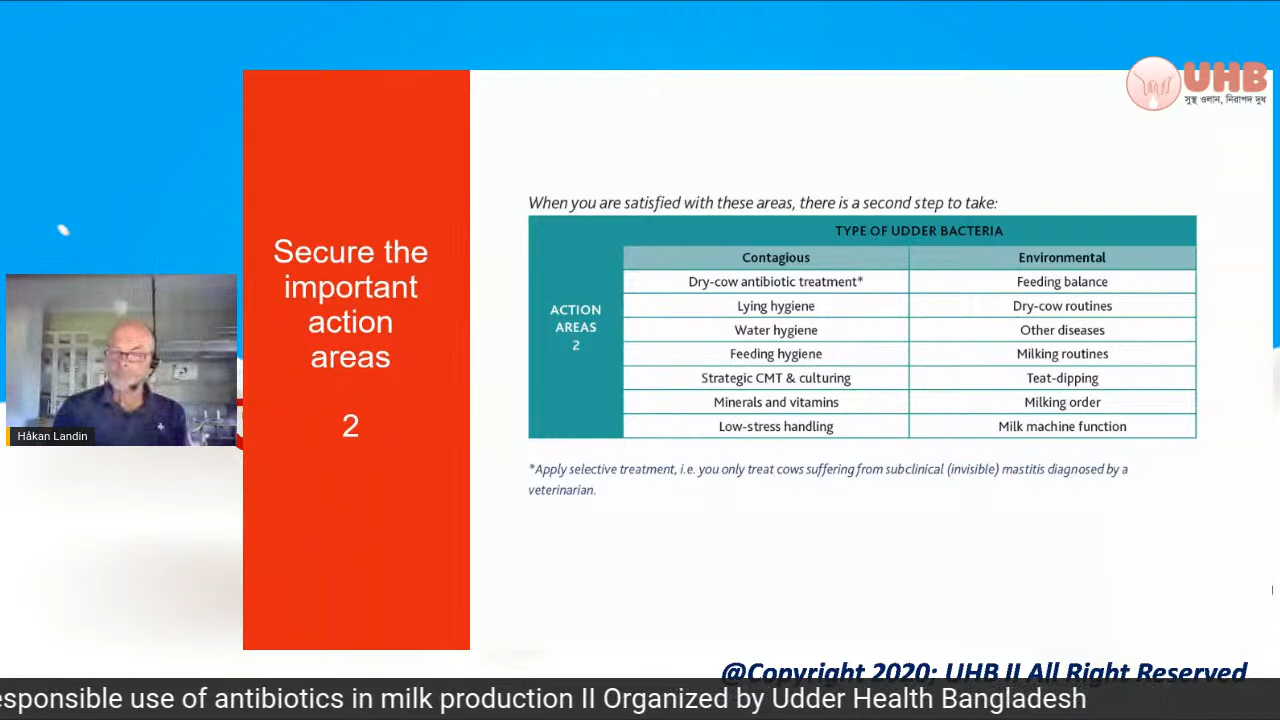 UHB
সুস্থ ওলান, নিরাপদ দুধ
Secure the
important
action
areas
2
When you are satisfied with these areas, there is a second step to take:
TYPE OF UDDER BACTERIA
ACTION
AREAS
2
Contagious Environmental
Dry-cow antibiotic treatment* Feeding balance
Lying hygiene Dry-cow routines
Water hygiene Other diseases
Feeding hygiene Milking routines
Strategic CMT & culturing Teat-dipping
Minerals and vitamins Milking order
Low-stress handling Milk machine function
*Apply selective treatment, i.e. you only treat cows suffering from subclinical (invisible) mastitis diagnosed by a
veterinarian.
Håkan Landin
@Copyright 2020; UHB II All Right Reserved
esponsible use of antibiotics in milk production II Organized by Udder Health Bangladesh